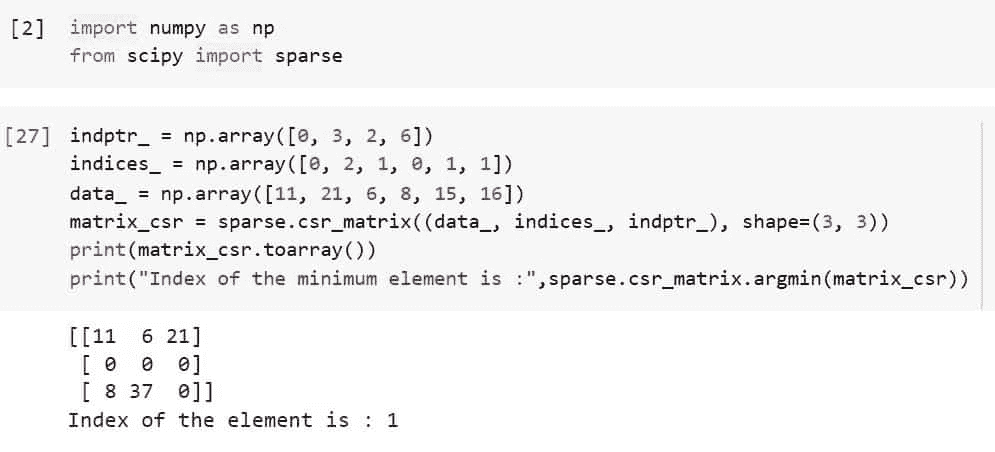 [2] import numpy as np
from scipy import sparse
[27] indptr_ = np.array([0, 3, 2, 6])
indices_ = np.array([0, 2, 1, 0, 1, 1])
data_ = np.array([11, 21, 6, 8, 15, 16])
matrix_csr = sparse.csr_matrix((data_, indices_, indptr_), shape=(3, 3))
print(matrix_csr.toarray())
print("Index of the minimum element is :",sparse.csr_matrix.argmin(matrix_csr))
[[11  6 21]
 [ 0  0  0]
 [ 8 37  0]]
Index of the element is : 1